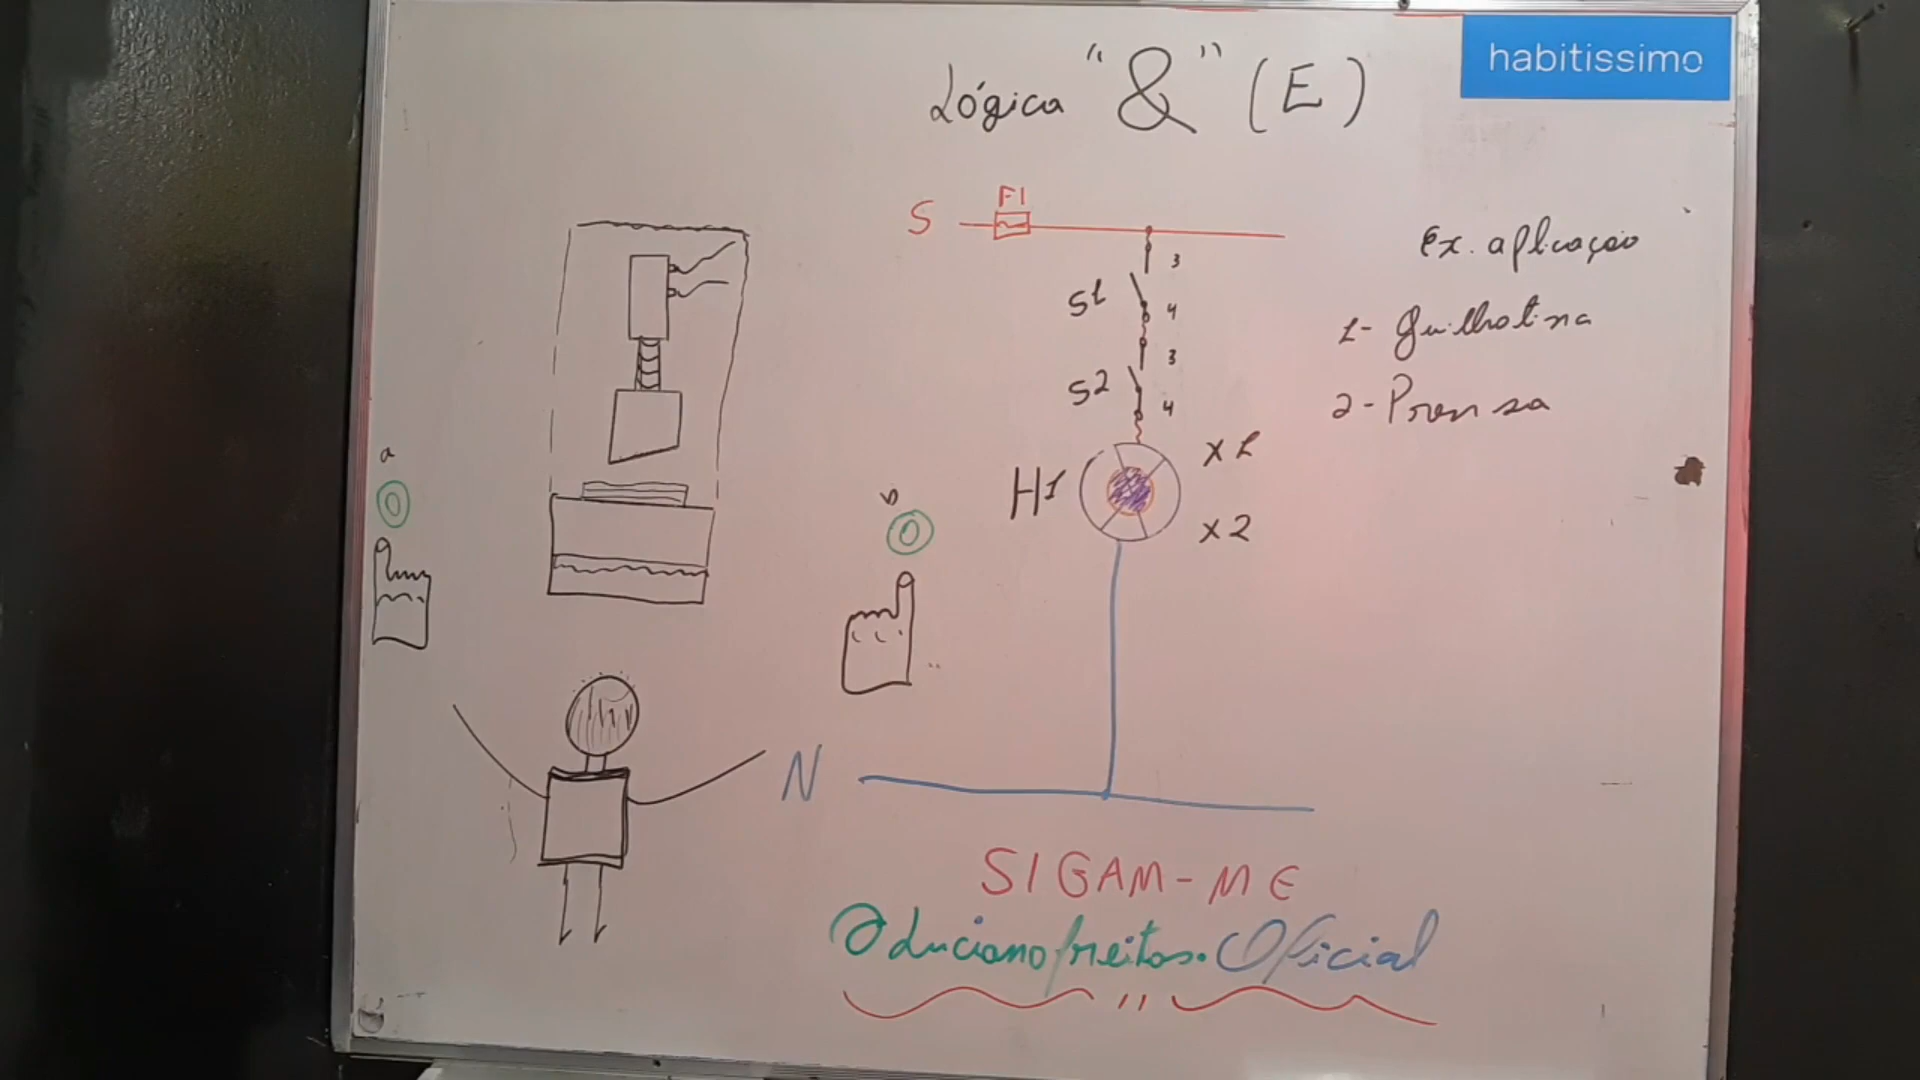 habitissimo
Lógica "&" (E)
S
F1
3
S1
4
3
S2
4
H1
X1
X2
Ex. aplicação
1- Guilhotina
2- Prensa
a
b
N
SIGAM-ME
@Lucianofreitas.Oficial